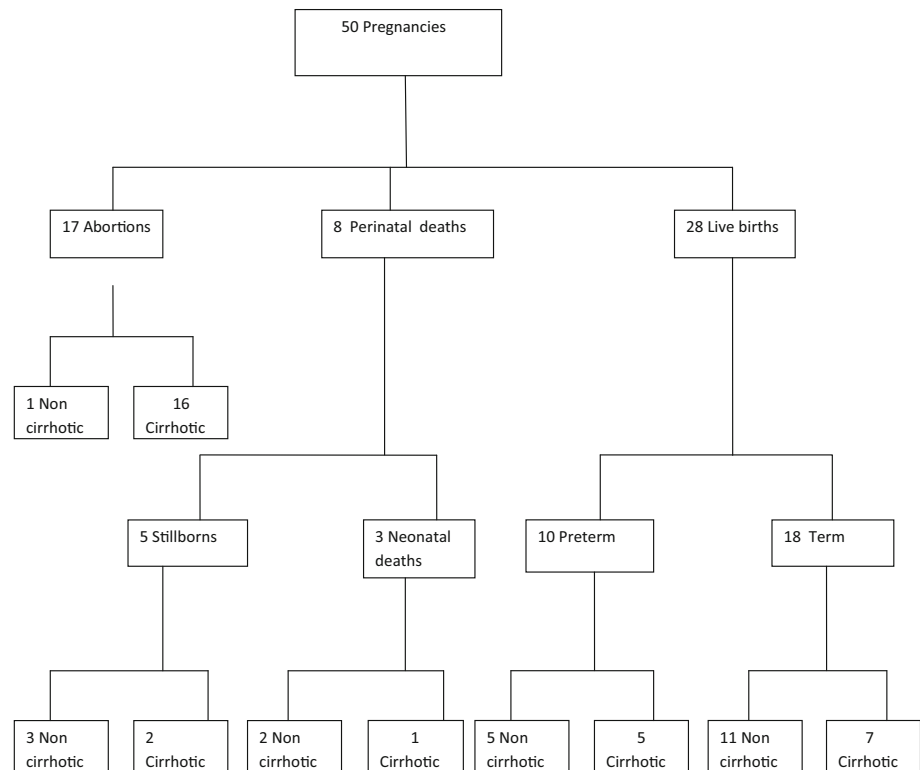 50 Pregnancies
17 Abortions
8 Perinatal deaths
28 Live births
1 Non
cirrhotic
16
Cirrhotic
5 Stillborns
3 Neonatal
deaths
10 Preterm
18 Term
3 Non
cirrhotic
2
Cirrhotic
2 Non
cirrhotic
1
Cirrhotic
5 Non
cirrhotic
5
Cirrhotic
11 Non
cirrhotic
7
Cirrhotic